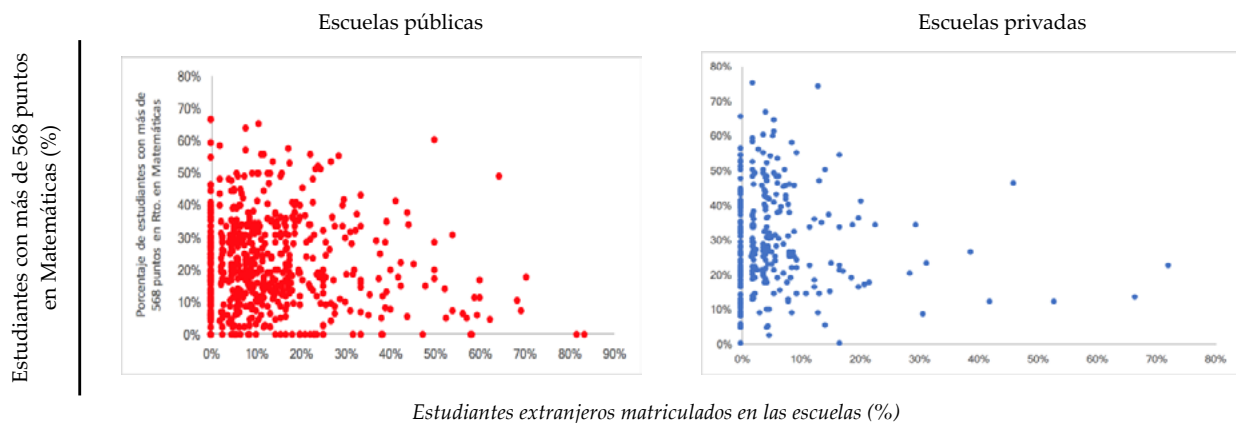 Escuelas públicas
Escuelas privadas
Estudiantes con más de 568 puntos
en Matemáticas (%)
Porcentaje de estudiantes con más de
568 puntos en Rto. en Matemáticas
80%
70%
60%
50%
40%
30%
20%
10%
0%
0% 10% 20% 30% 40% 50% 60% 70% 80% 90%
80%
70%
60%
50%
40%
30%
20%
10%
0%
0% 10% 20% 30% 40% 50% 60% 70% 80%
Estudiantes extranjeros matriculados en las escuelas (%)